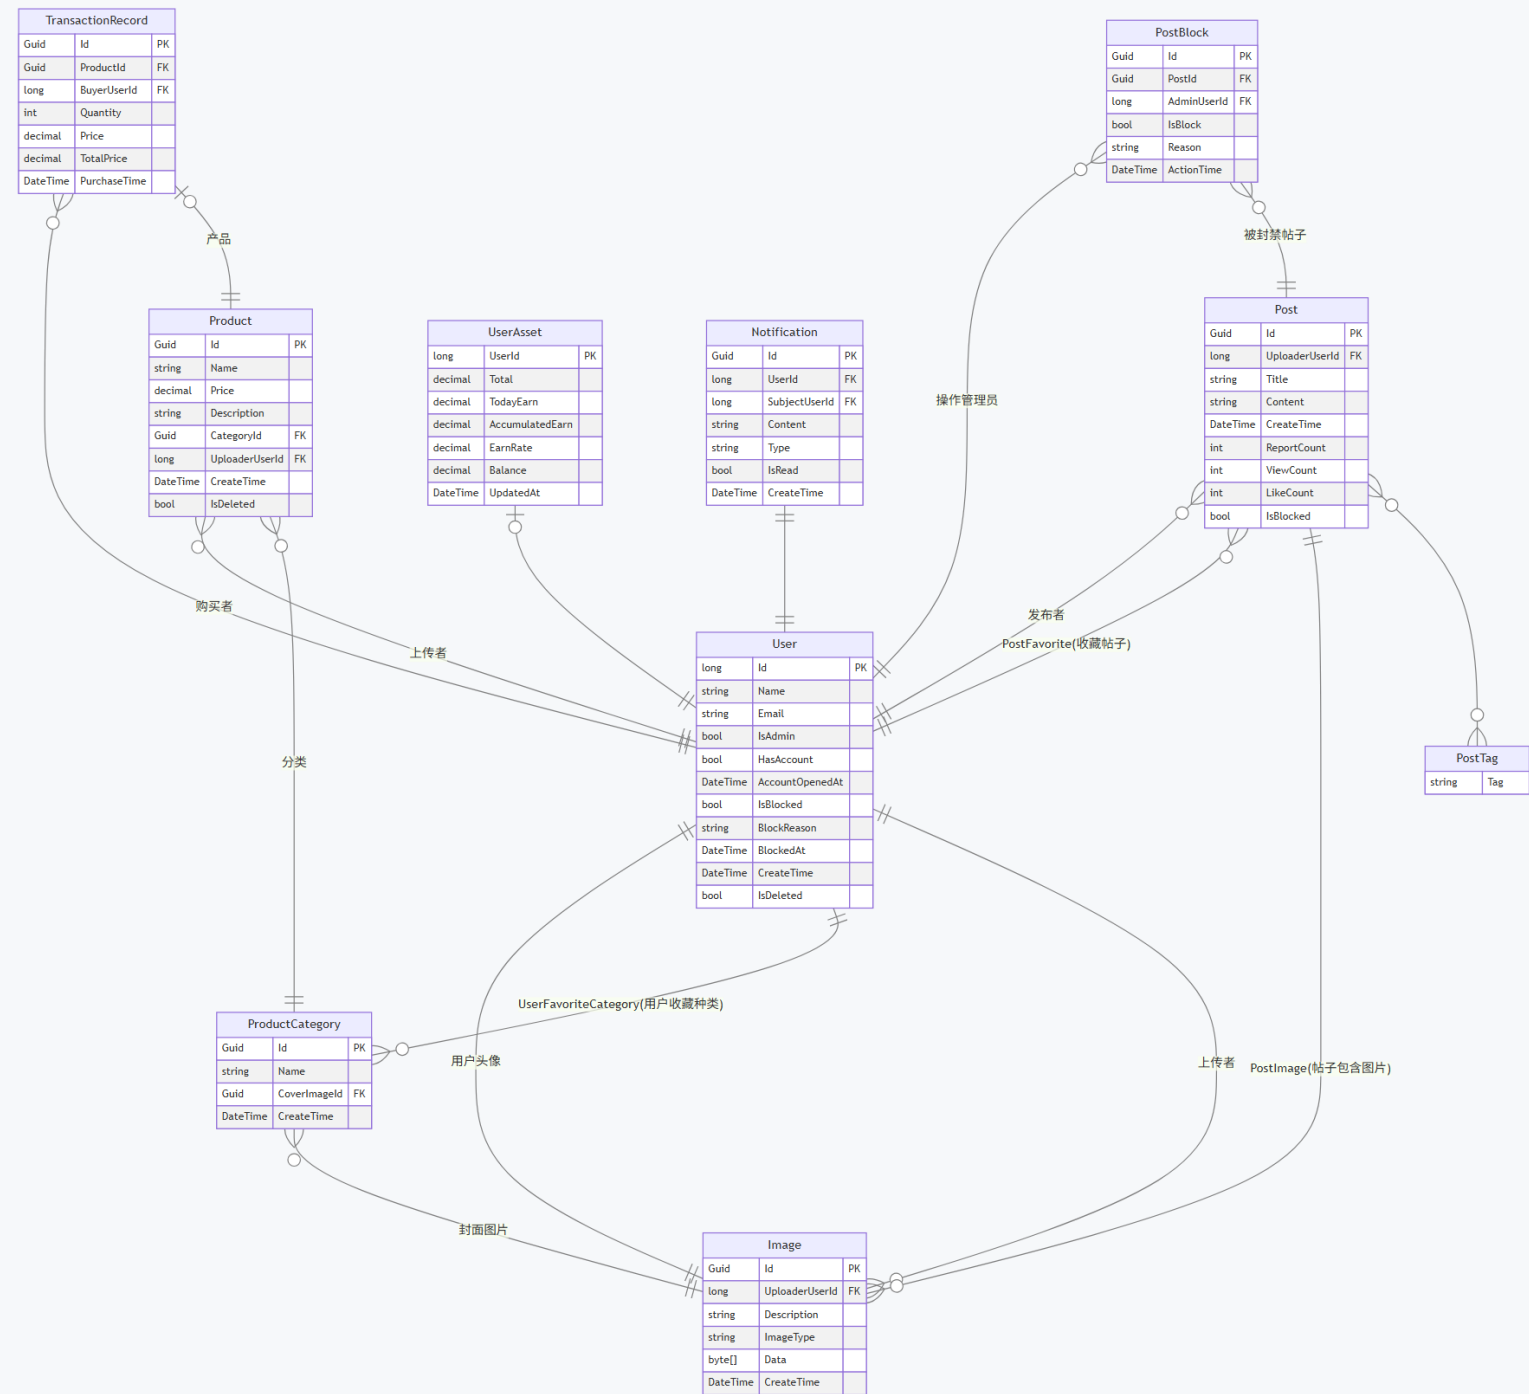 TransactionRecord
Guid Id PK
Guid ProductId FK
long BuyerUserId FK
int Quantity
decimal Price
decimal TotalPrice
DateTime PurchaseTime
PostBlock
Guid Id PK
Guid PostId FK
long AdminUserId FK
bool IsBlock
string Reason
DateTime ActionTime
产品
被封禁帖子
Product
Guid Id PK
string Name
decimal Price
string Description
Guid CategoryId FK
long UploaderUserId FK
DateTime CreateTime
bool IsDeleted
UserAsset
long UserId PK
decimal Total
decimal TodayEarn
decimal AccumulatedEarn
decimal EarnRate
decimal Balance
DateTime UpdatedAt
Notification
Guid Id PK
long UserId FK
long SubjectUserId FK
string Content
string Type
bool IsRead
DateTime CreateTime
操作管理员
Post
Guid Id PK
long UploaderUserId FK
string Title
string Content
DateTime CreateTime
int ReportCount
int ViewCount
int LikeCount
bool IsBlocked
购买者
上传者
发布者
PostFavorite(收藏帖子)
User
long Id PK
string Name
string Email
bool IsAdmin
bool HasAccount
DateTime AccountOpenedAt
bool IsBlocked
string BlockReason
DateTime BlockedAt
DateTime CreateTime
bool IsDeleted
分类
PostTag
string Tag
UserFavoriteCategory(用户收藏种类)
ProductCategory
Guid Id PK
string Name
Guid CoverImageId FK
DateTime CreateTime
用户头像
上传者
PostImage(帖子包含图片)
封面图片
Image
Guid Id PK
long UploaderUserId FK
string Description
string ImageType
byte[] Data
DateTime CreateTime